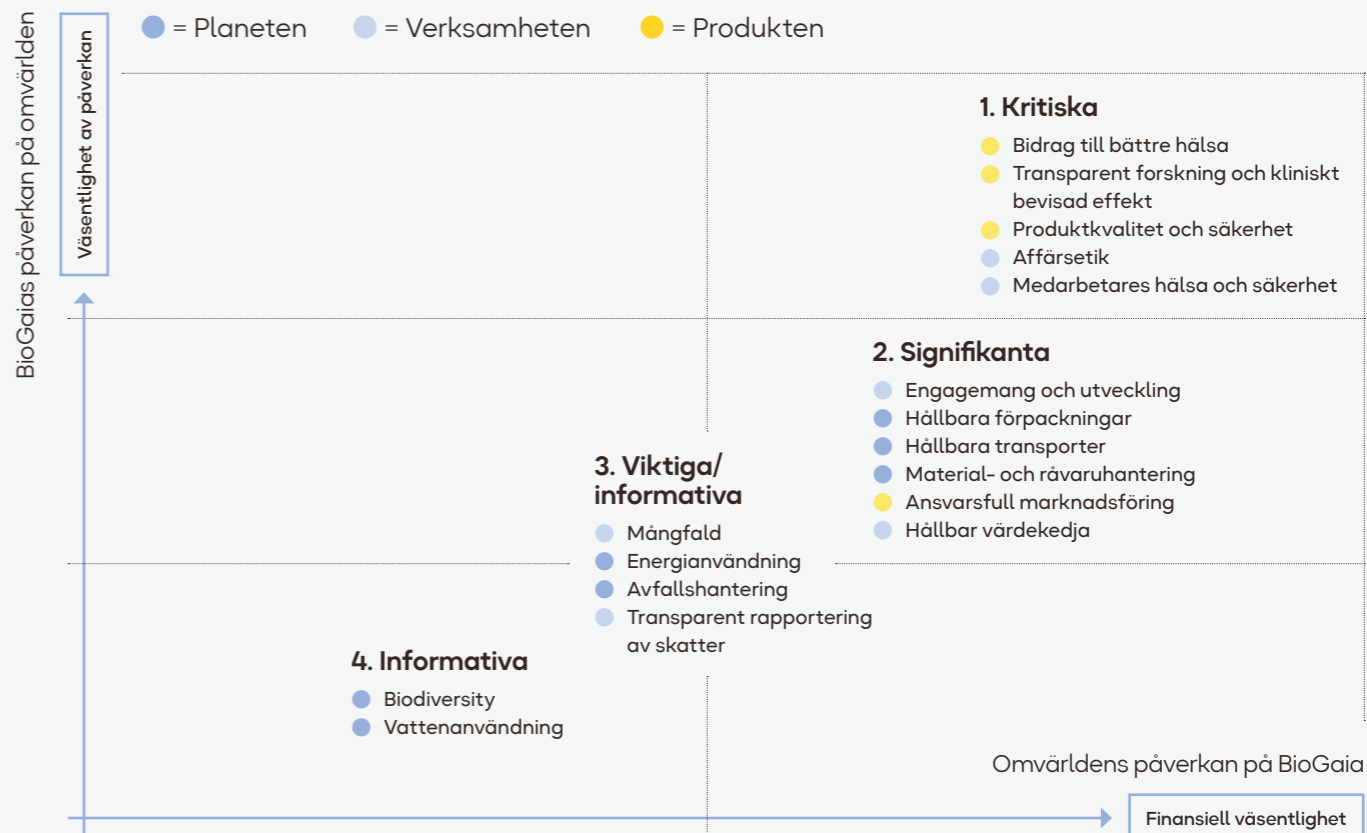 BioGaias påverkan på omvärlden
Väsentlighet av påverkan
= Planeten
= Verksamheten
= Produkten
1. Kritiska
Bidrag till bättre hälsa
Transparent forskning och kliniskt
bevisad effekt
Produktkvalitet och säkerhet
Affärsetik
Medarbetares hälsa och säkerhet
2. Signifikanta
Engagemang och utveckling
Hållbara förpackningar
Hållbara transporter
Material- och råvaruhantering
Ansvarsfull marknadsföring
Hållbar värdekedja
3. Viktiga/
informativa
Mångfald
Energianvändning
Avfallshantering
Transparent rapportering
av skatter
4. Informativa
Biodiversity
Vattenanvändning
Omvärldens påverkan på BioGaia
Finansiell väsentlighet